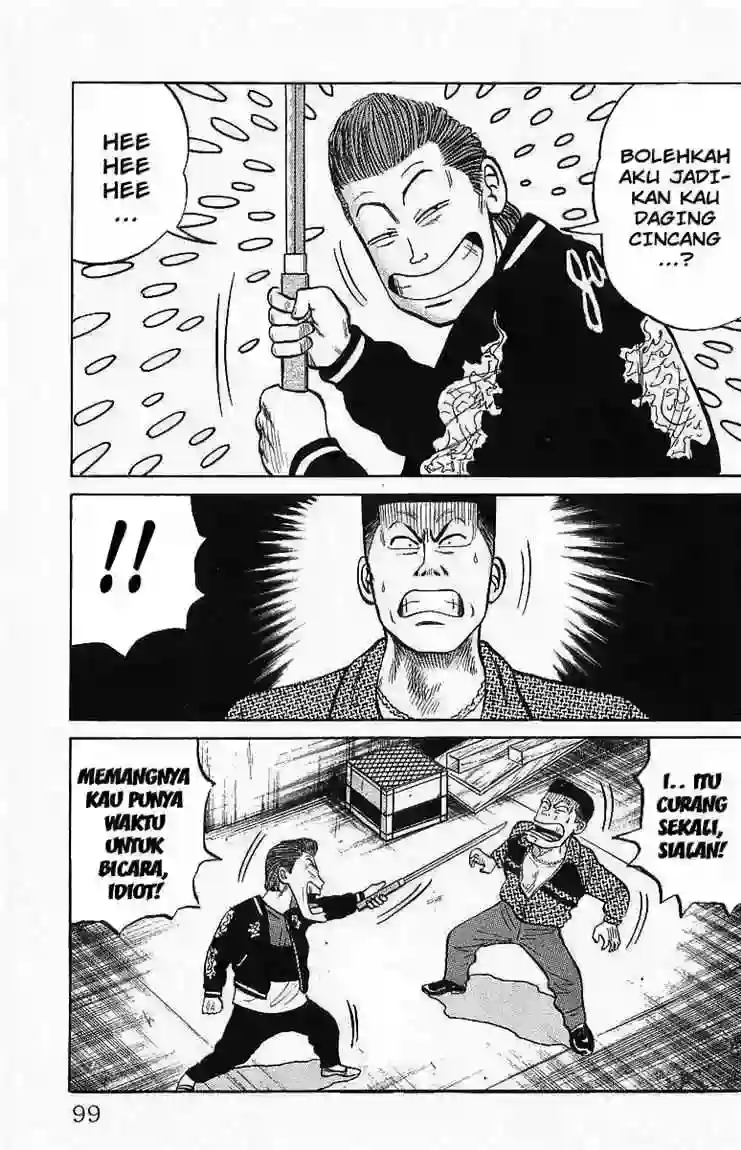 BOLEHKAH
AKU JADI-
KAN KAU
DAGING
CINCANG
...?
HEE
HEE
HEE
...
!!
I.. ITU
CURANG
SEKALI,
SIALAN!
MEMANGNYA
KAU PUNYA
WAKTU
UNTUK
BICARA,
IDIOT!
99